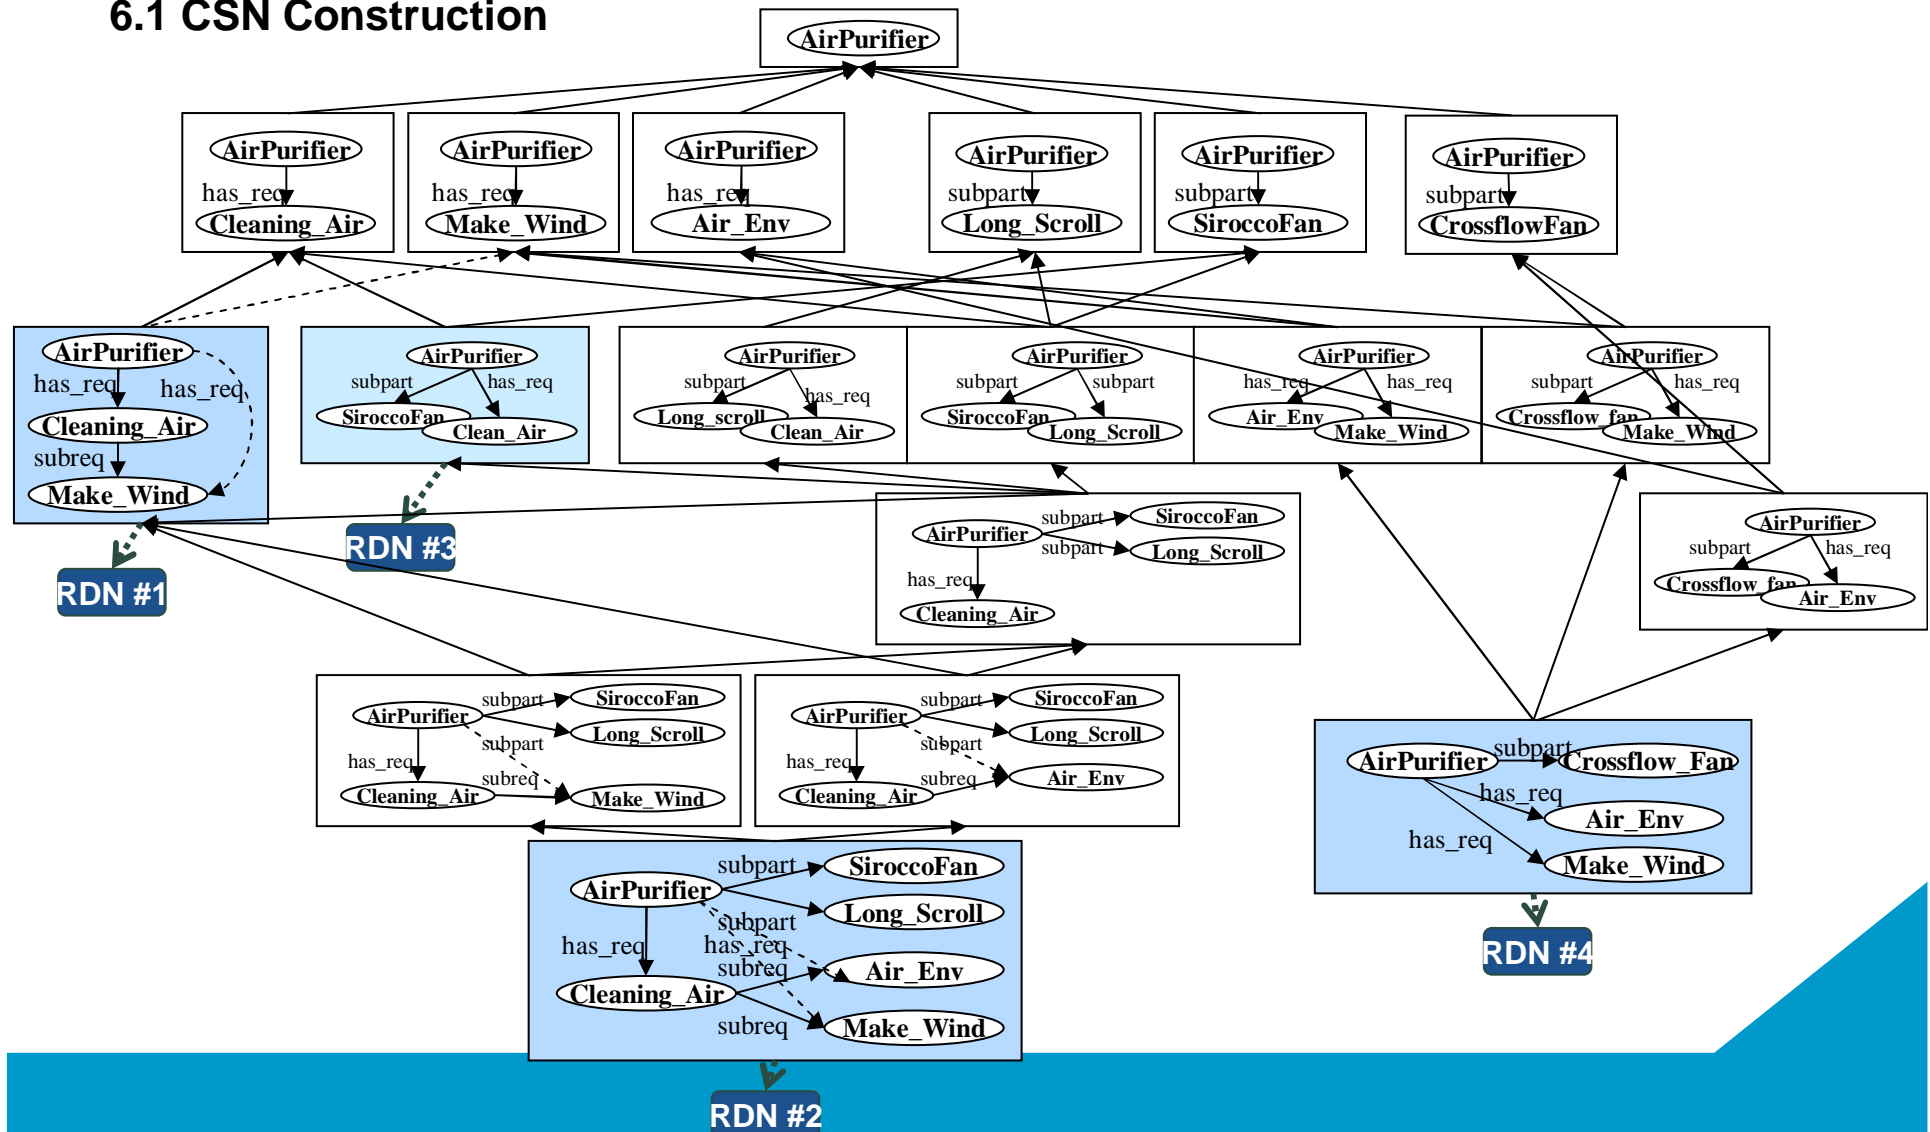 6.1 CSN Construction
AirPurifier
AirPurifier
has_req
Cleaning_Air
AirPurifier
has_req
Make_Wind
AirPurifier
has_req
Air_Env
AirPurifier
subpart
Long_Scroll
AirPurifier
subpart
SiroccoFan
AirPurifier
subpart
CrossflowFan
AirPurifier
has_req
has_req
Cleaning_Air
subreq
Make_Wind
RDN #1
AirPurifier
subpart
has_req
SiroccoFan
Clean_Air
RDN #3
AirPurifier
subpart
has_req
Long_scroll
Clean_Air
AirPurifier
subpart
subpart
SiroccoFan
Long_Scroll
AirPurifier
has_req
has_req
Air_Env
Make_Wind
AirPurifier
subpart
has_req
Crossflow_fan
Make_Wind
AirPurifier
subpart
SiroccoFan
subpart
Long_Scroll
has_req
Cleaning_Air
AirPurifier
subpart
has_req
Crossflow_fan
Air_Env
AirPurifier
subpart
SiroccoFan
Long_Scroll
subpart
has_req
subreq
Cleaning_Air
Make_Wind
AirPurifier
subpart
SiroccoFan
Long_Scroll
subpart
has_req
subreq
Cleaning_Air
Air_Env
AirPurifier
subpart
Crossflow_Fan
has_req
Air_Env
has_req
Make_Wind
RDN #4
AirPurifier
subpart
SiroccoFan
Long_Scroll
subpart
has_req
has_req
subreq
Air_Env
Cleaning_Air
subreq
Make_Wind
RDN #2